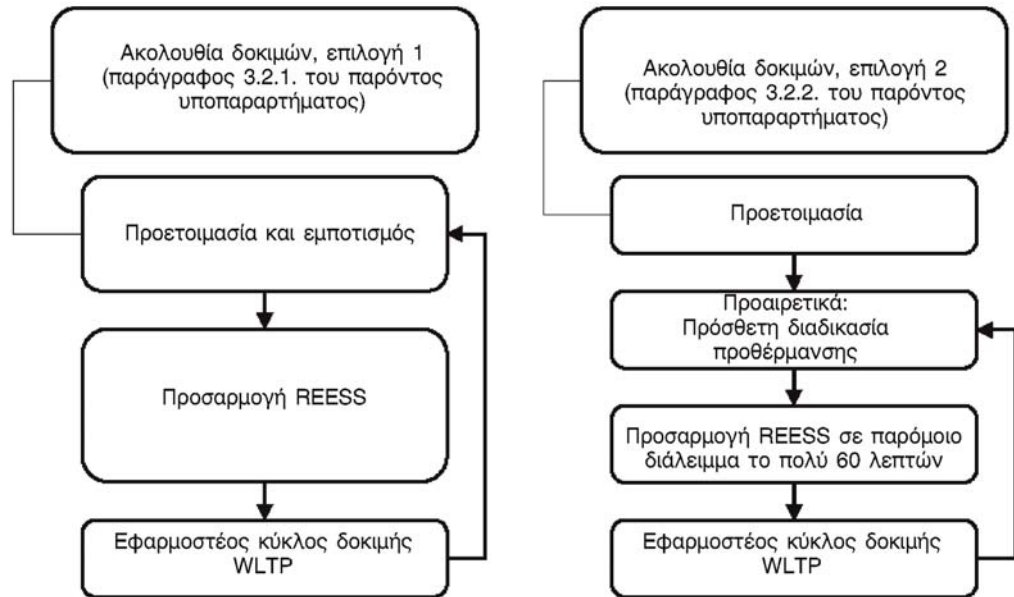 Ακολουθία δοκιμών, επιλογή 1
(παράγραφος 3.2.1. του παρόντος
υποπαραρτήματος)
Προετοιμασία και εμποτισμός
Προσαρμογή REESS
Εφαρμοστέος κύκλος δοκιμής
WLTP
Ακολουθία δοκιμών, επιλογή 2
(παράγραφος 3.2.2. του παρόντος
υποπαραρτήματος)
Προετοιμασία
Προαιρετικά:
Πρόσθετη διαδικασία
προθέρμανσης
Προσαρμογή REESS σε παρόμοιο
διάλειμμα το πολύ 60 λεπτών
Εφαρμοστέος κύκλος δοκιμής
WLTP